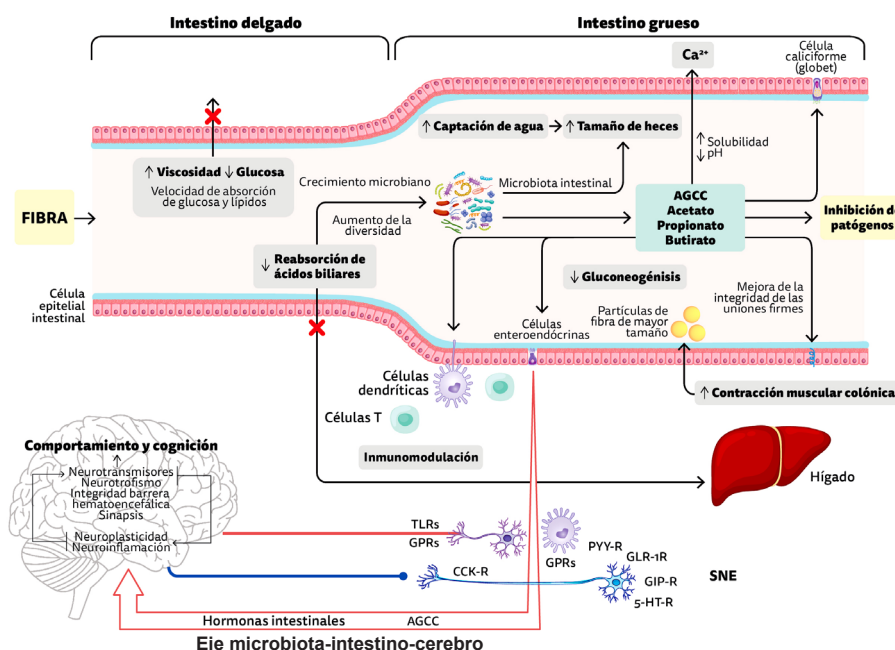 Intestino delgado
Intestino grueso
Ca²⁺
Célula
caliciforme
(globet)
↑ Captación de agua
↑ Tamaño de heces
↑ Solubilidad
↓ pH
↑ Viscosidad ↓ Glucosa
Velocidad de absorción
de glucosa y lípidos
Crecimiento microbiano
Microbiota intestinal
Aumento de la
diversidad
FIBRA
AGCC
Acetato
Propionato
Butirato
Inhibición de
patógenos
↓ Reabsorción de
ácidos biliares
↓ Gluconeogénisis
Célula
epitelial
intestinal
Células
enteroendócrinas
Partículas
de fibra de mayor
tamaño
Mejora de la
integridad de las
uniones firmes
Células
dendríticas
Células T
↑ Contracción muscular colónica
Inmunomodulación
Hígado
Comportamiento y cognición
Neurotransmisores
Neurotrofismo
Integridad barrera
hematoencefálica
Sinapsis
Neuroplasticidad
Neuroinflamación
TLRs
GPRs
GPRs
CCK-R
PYY-R
GLR-1R
GIP-R
5-HT-R
SNE
Hormonas intestinales
AGCC
Eje microbiota-intestino-cerebro